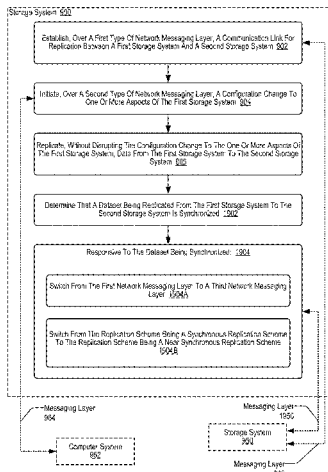 Storage System 900
Establish, Over A First Type Of Network Messaging Layer, A Communication Link For
Replication Between A First Storage System And A Second Storage System 902
Initiate, Over A Second Type Of Network Messaging Layer, A Configuration Change To
One Or More Aspects Of The First Storage System 904
Replicate, Without Disrupting The Configuration Change To The One Or More Aspects Of
The First Storage System, Data From The First Storage System To The Second Storage
System 906
Determine That A Dataset Being Replicated From The First Storage System To The
Second Storage System Is Synchronized
Responsive To The Dataset Being Synchronized:
Switch From The First Network Messaging Layer To A Third Network Messaging
Layer
Switch From The Replication Scheme Being A Synchronous Replication Scheme
To The Replication Scheme Being A Near Synchronous Replication Scheme
Messaging Layer
Messaging Layer
964
Storage System
960
Computer System
962
Messaging Layer